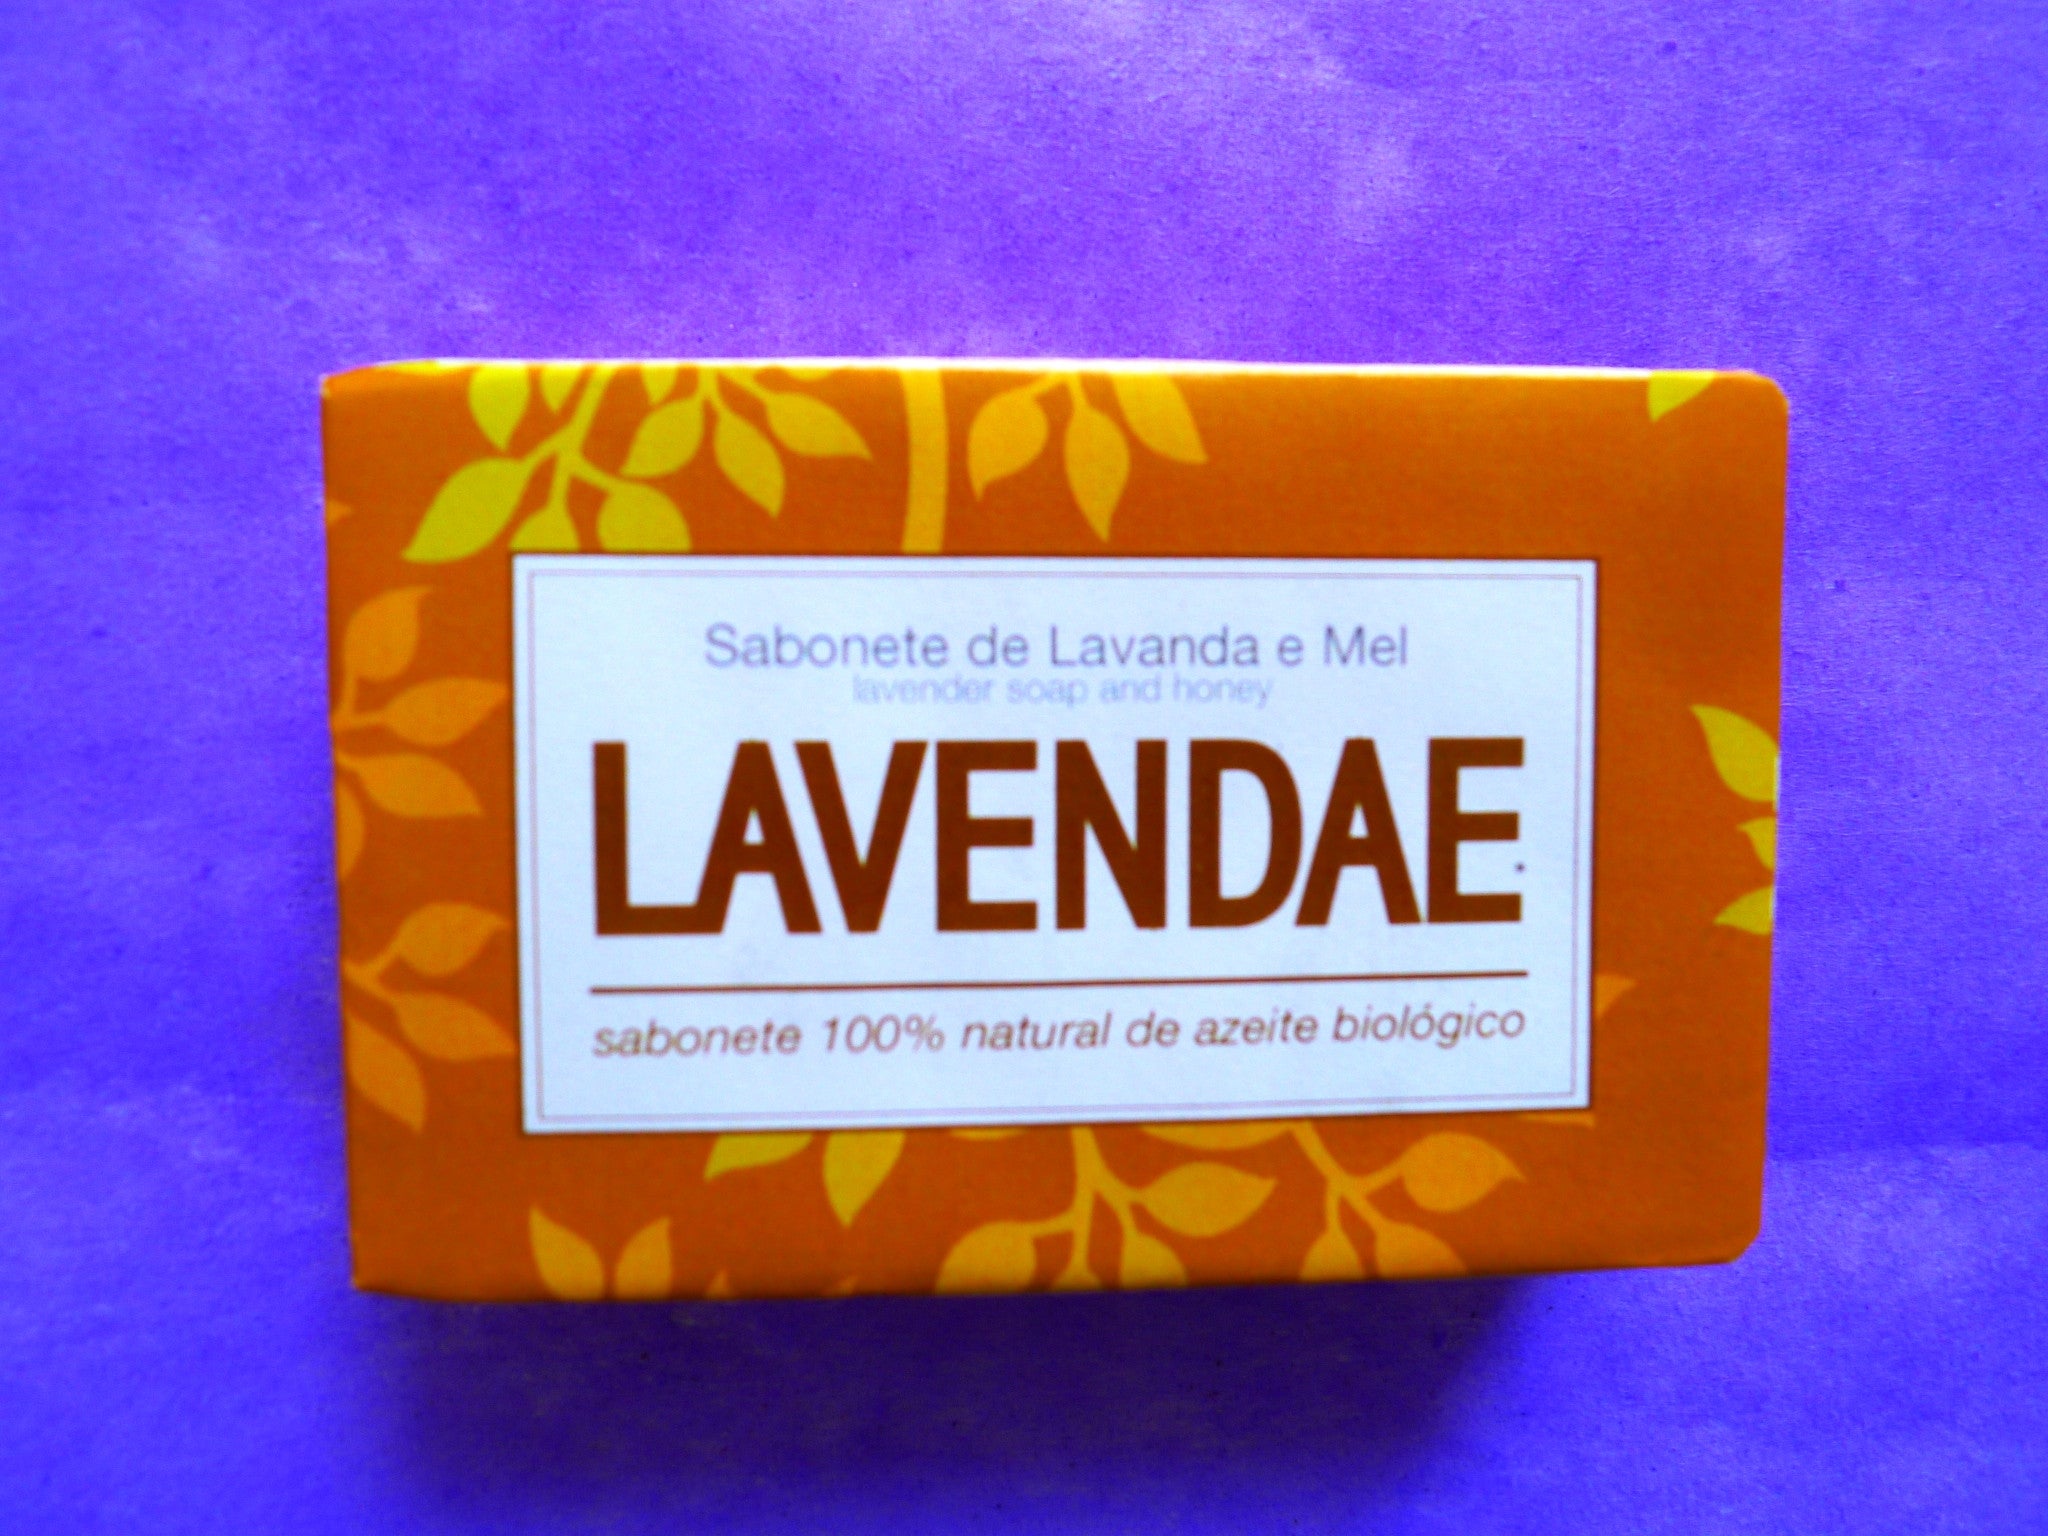 Sabonete de Lavanda e Mel
lavender soap and honey
LAVENDAE
sabonete 100% natural de azeite biológico